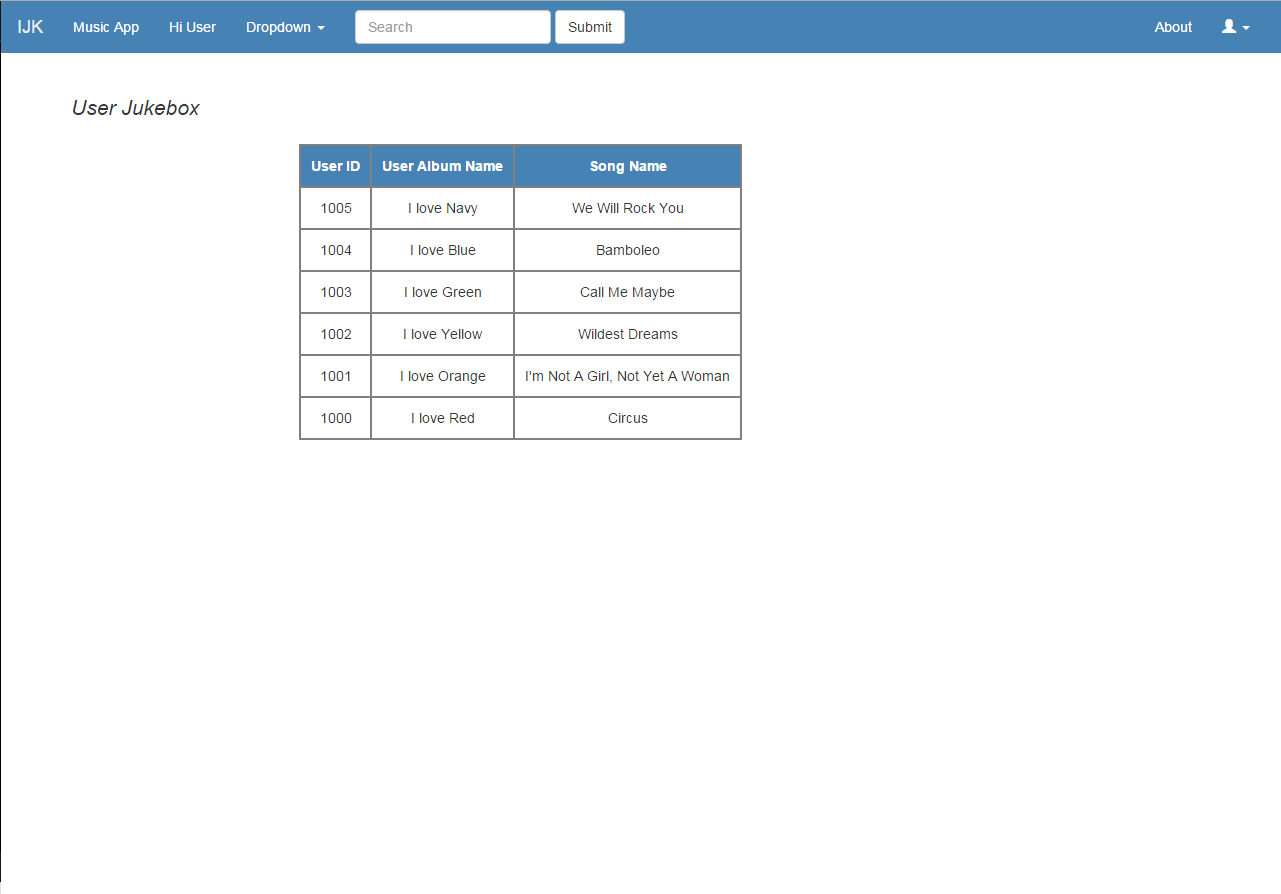 IJK Music App Hi User Dropdown Search Submit About
User Jukebox
User ID User Album Name Song Name
1005 I love Navy We Will Rock You
1004 I love Blue Bamboleo
1003 I love Green Call Me Maybe
1002 I love Yellow Wildest Dreams
1001 I love Orange I'm Not A Girl, Not Yet A Woman
1000 I love Red Circus